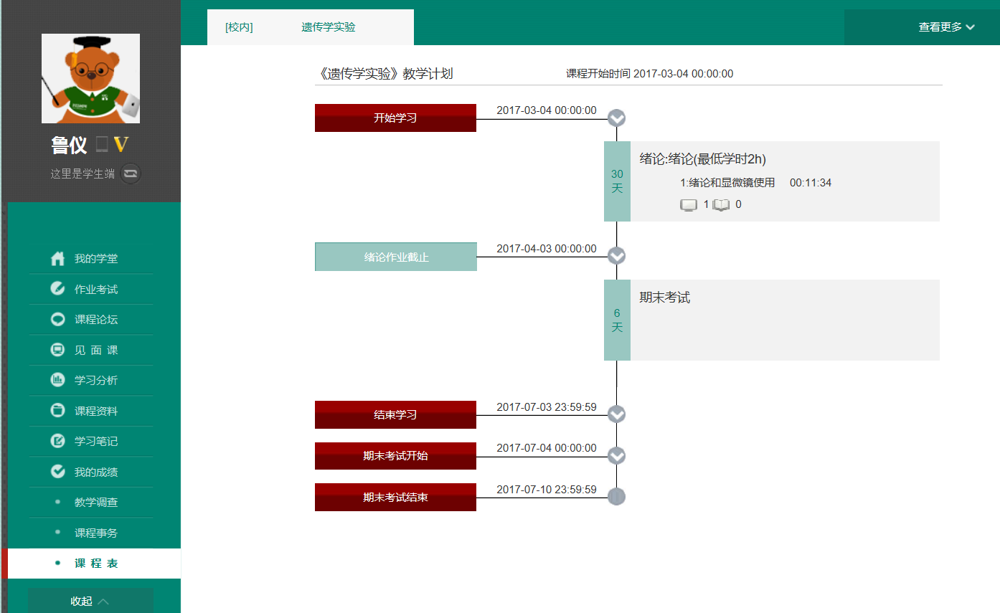 [校内] 遗传学实验 查看更多
鲁仪
这里是学生端
我的学堂
作业考试
课程论坛
见 面 课
学习分析
课程资料
学习笔记
我的成绩
教学调查
课程事务
课 程 表
收起
《遗传学实验》教学计划 课程开始时间 2017-03-04 00:00:00
开始学习 2017-03-04 00:00:00
30
天
绪论:绪论(最低学时2h)
1:绪论和显微镜使用 00:11:34
1 0
绪论作业截止 2017-04-03 00:00:00
6
天
期末考试
结束学习 2017-07-03 23:59:59
期末考试开始 2017-07-04 00:00:00
期末考试结束 2017-07-10 23:59:59